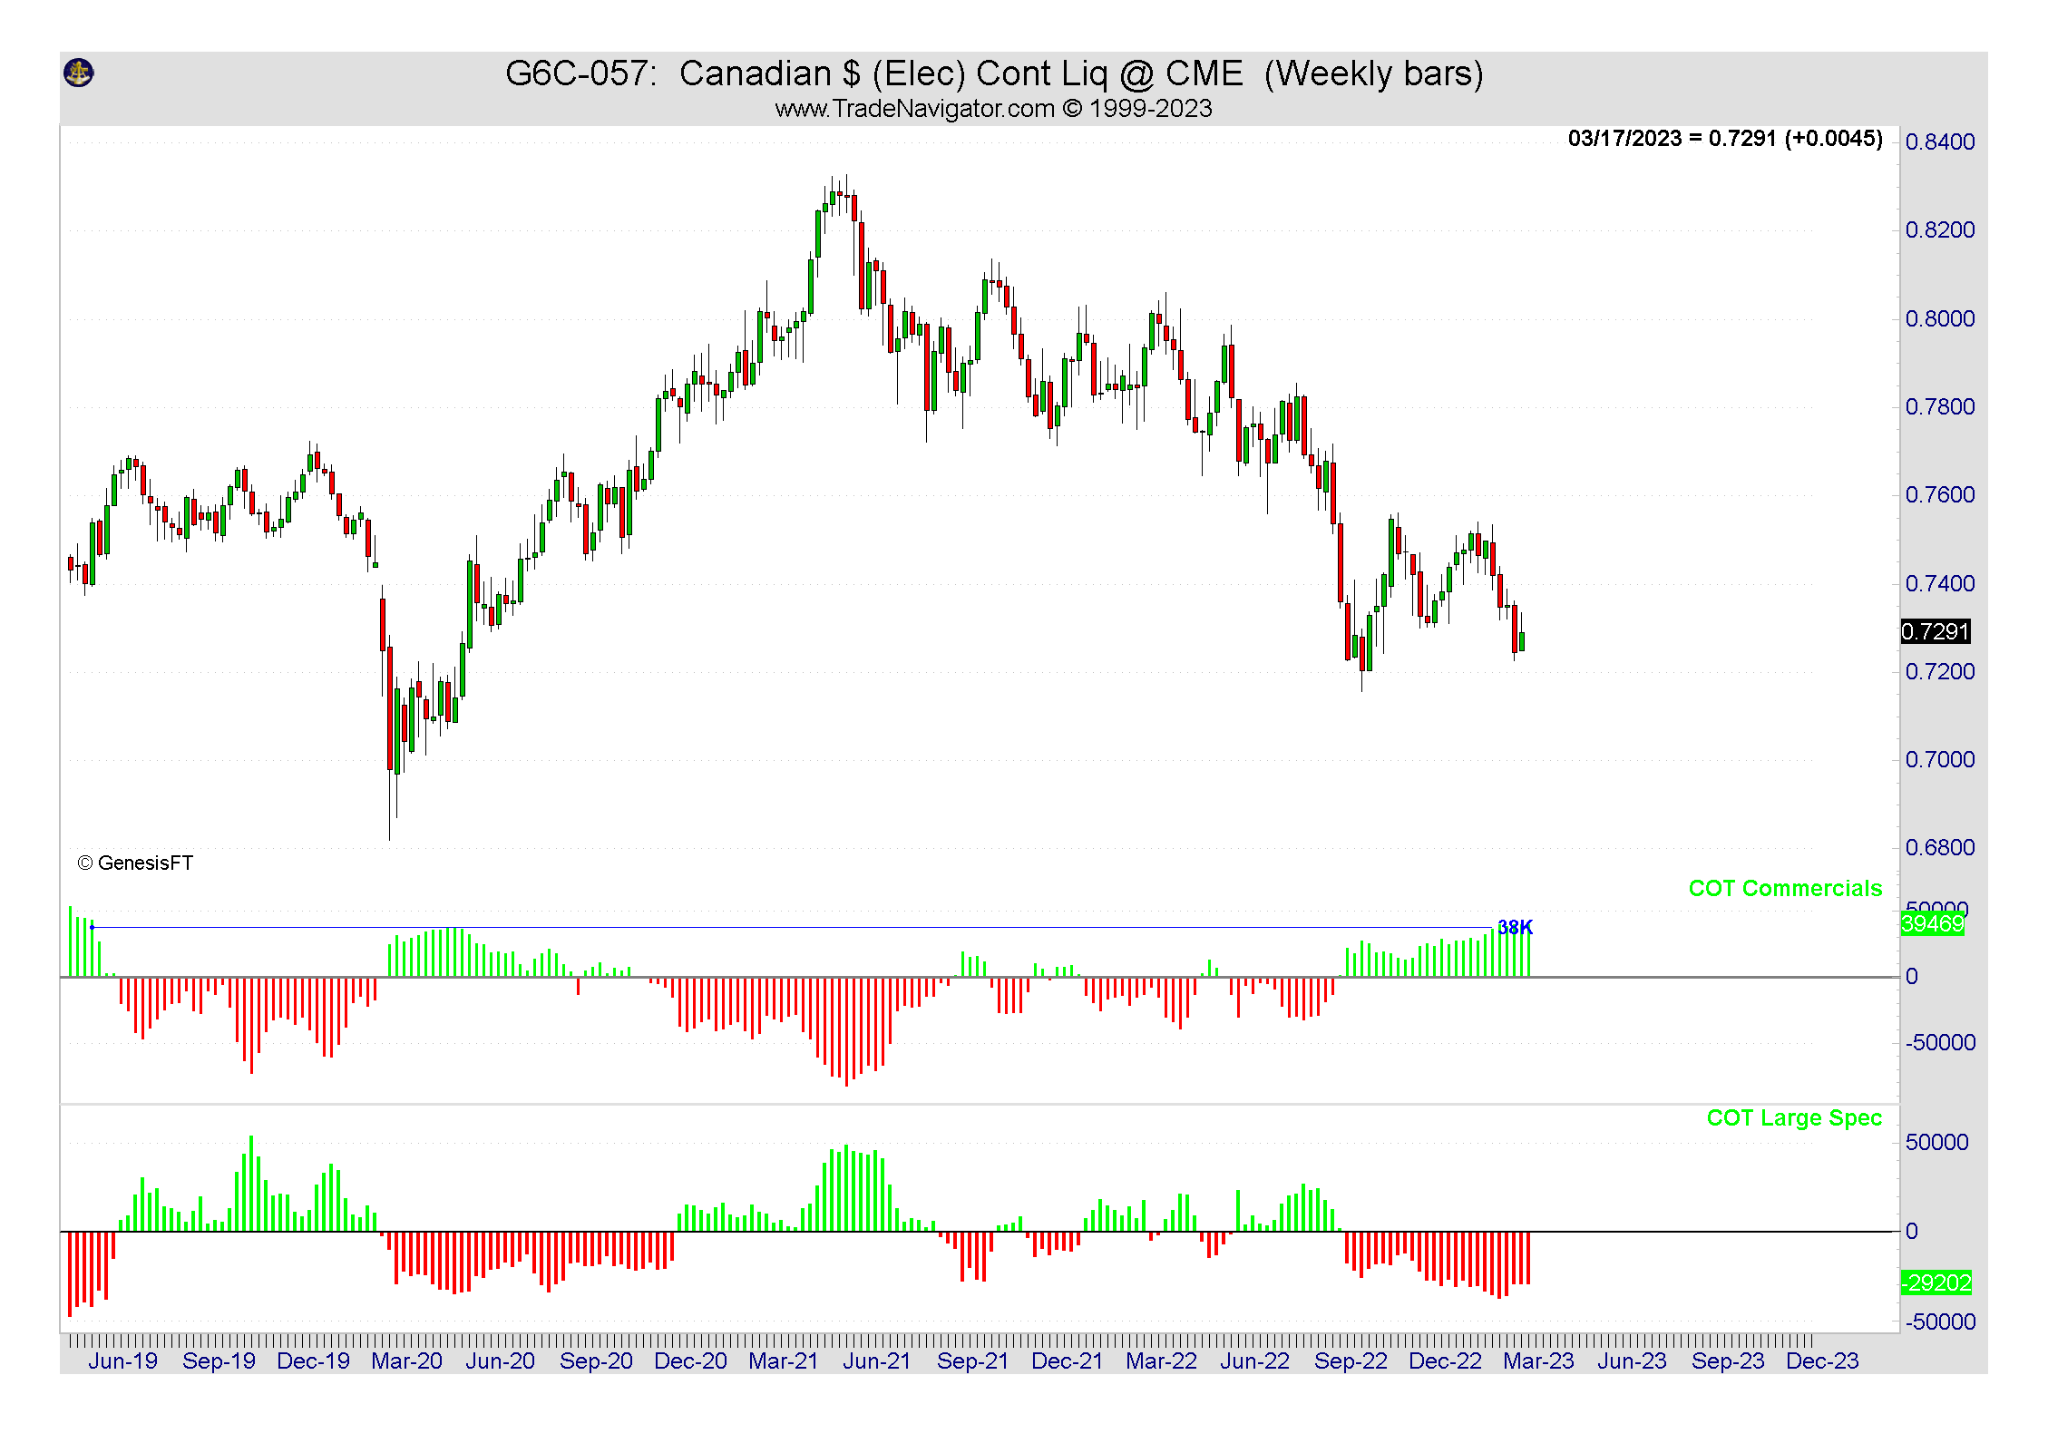 G6C-057:  Canadian $ (Elec) Cont Liq @ CME  (Weekly bars)
www.TradeNavigator.com © 1999-2023
03/17/2023 = 0.7291 (+0.0045)
0.8400
0.8200
0.8000
0.7800
0.7600
0.7400
0.7291
0.7200
0.7000
0.6800
© GenesisFT
COT Commercials
50000
39469
38K
0
-50000
COT Large Spec
50000
0
-29202
-50000
Jun-19 Sep-19 Dec-19 Mar-20 Jun-20 Sep-20 Dec-20 Mar-21 Jun-21 Sep-21 Dec-21 Mar-22 Jun-22 Sep-22 Dec-22 Mar-23 Jun-23 Sep-23 Dec-23